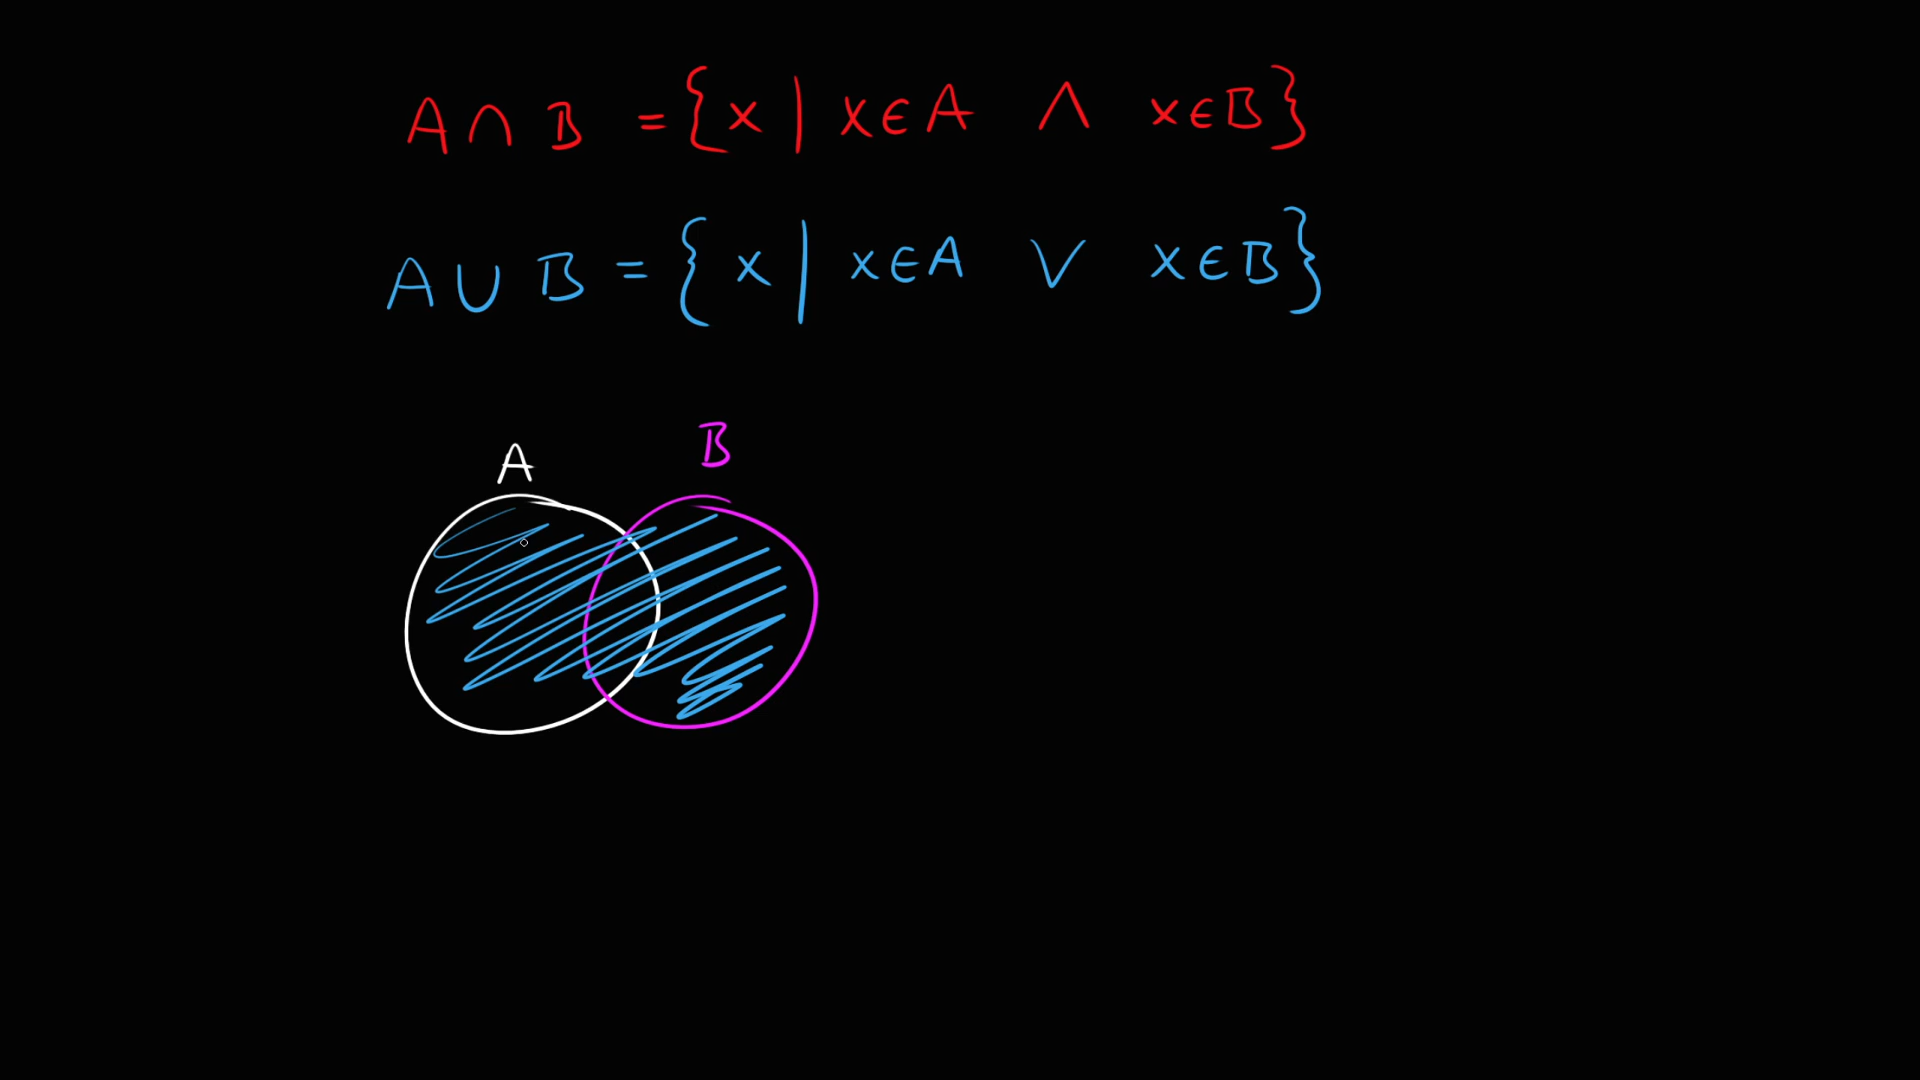 A ∩ B = { x | x ∈ A ∧ x ∈ B }
A ∪ B = { x | x ∈ A ∨ x ∈ B }
A B